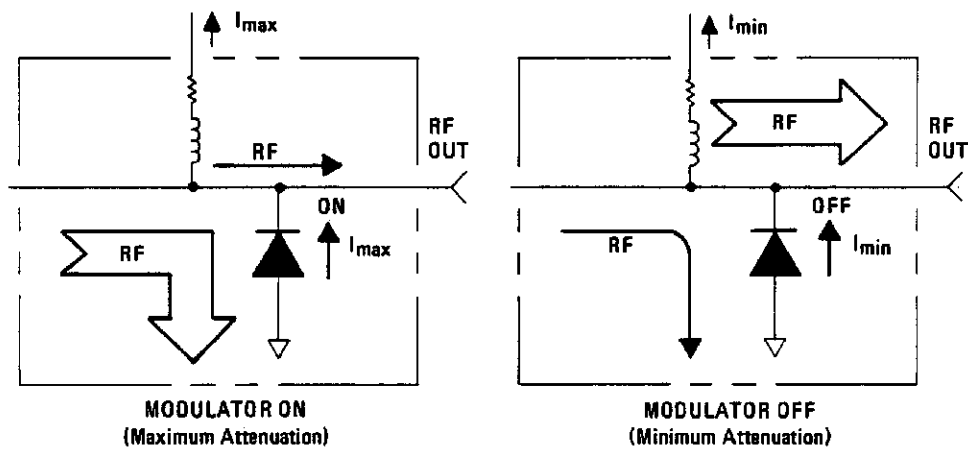 Imax
RF
OUT
RF
ON
Imax
RF
MODULATOR ON
(Maximum Attenuation)
Imin
RF
RF
OUT
OFF
Imin
RF
MODULATOR OFF
(Minimum Attenuation)